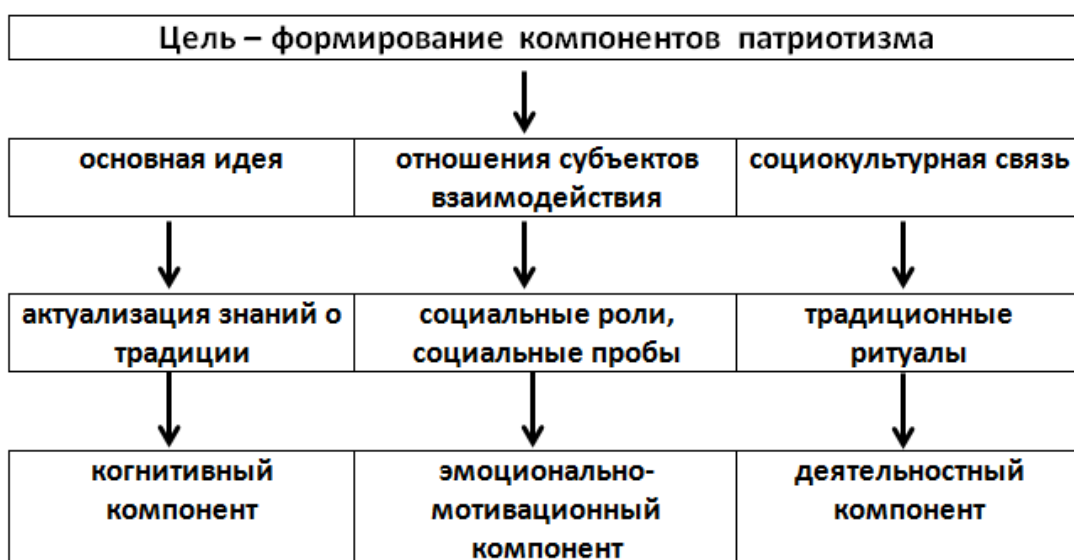 Цель – формирование компонентов патриотизма
основная идея
отношения субъектов
взаимодействия
социокультурная связь
актуализация знаний о
традиции
социальные роли,
социальные пробы
традиционные
ритуалы
когнитивный
компонент
эмоционально-
мотивационный
компонент
деятельностный
компонент